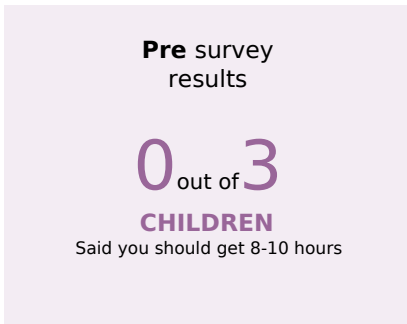 Pre survey
results
0 out of 3
CHILDREN
Said you should get 8-10 hours